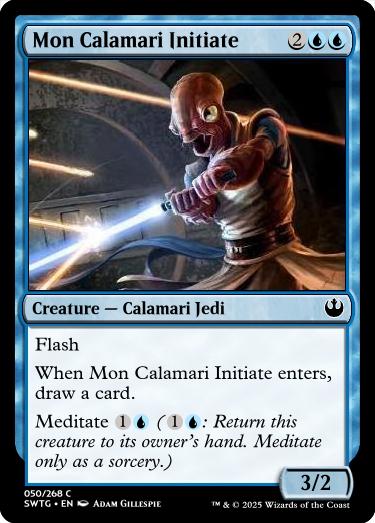 Mon Calamari Initiate 2
Creature — Calamari Jedi
Flash
When Mon Calamari Initiate enters,
draw a card.
Meditate 1 (1: Return this
creature to its owner's hand. Meditate
only as a sorcery.)
3/2
050/268 C
SWTG • EN Adam Gillespie
™ & © 2025 Wizards of the Coast